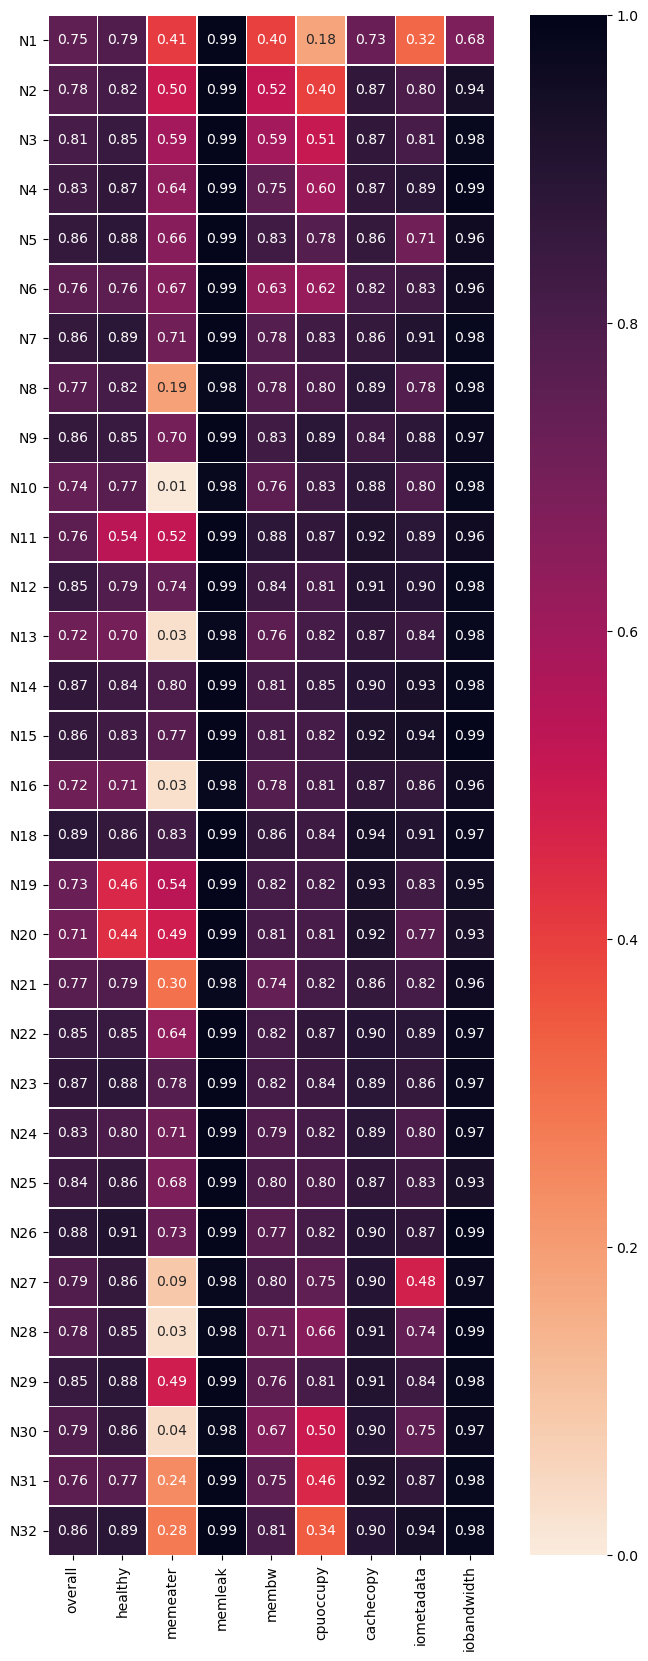 N1 0.75 0.79 0.41 0.99 0.40 0.18 0.73 0.32 0.68
N2 0.78 0.82 0.50 0.99 0.52 0.40 0.87 0.80 0.94
N3 0.81 0.85 0.59 0.99 0.59 0.51 0.87 0.81 0.98
N4 0.83 0.87 0.64 0.99 0.75 0.60 0.87 0.89 0.99
N5 0.86 0.88 0.66 0.99 0.83 0.78 0.86 0.71 0.96
N6 0.76 0.76 0.67 0.99 0.63 0.62 0.82 0.83 0.96
N7 0.86 0.89 0.71 0.99 0.78 0.83 0.86 0.91 0.98
N8 0.77 0.82 0.19 0.98 0.78 0.80 0.89 0.78 0.98
N9 0.86 0.85 0.70 0.99 0.83 0.89 0.84 0.88 0.97
N10 0.74 0.77 0.01 0.98 0.76 0.83 0.88 0.80 0.98
N11 0.76 0.54 0.52 0.99 0.88 0.87 0.92 0.89 0.96
N12 0.85 0.79 0.74 0.99 0.84 0.81 0.91 0.90 0.98
N13 0.72 0.70 0.03 0.98 0.76 0.82 0.87 0.84 0.98
N14 0.87 0.84 0.80 0.99 0.81 0.85 0.90 0.93 0.98
N15 0.86 0.83 0.77 0.99 0.81 0.82 0.92 0.94 0.99
N16 0.72 0.71 0.03 0.98 0.78 0.81 0.87 0.86 0.96
N18 0.89 0.86 0.83 0.99 0.86 0.84 0.94 0.91 0.97
N19 0.73 0.46 0.54 0.99 0.82 0.82 0.93 0.83 0.95
N20 0.71 0.44 0.49 0.99 0.81 0.81 0.92 0.77 0.93
N21 0.77 0.79 0.30 0.98 0.74 0.82 0.86 0.82 0.96
N22 0.85 0.85 0.64 0.99 0.82 0.87 0.90 0.89 0.97
N23 0.87 0.88 0.78 0.99 0.82 0.84 0.89 0.86 0.97
N24 0.83 0.80 0.71 0.99 0.79 0.82 0.89 0.80 0.97
N25 0.84 0.86 0.68 0.99 0.80 0.80 0.87 0.83 0.93
N26 0.88 0.91 0.73 0.99 0.77 0.82 0.90 0.87 0.99
N27 0.79 0.86 0.09 0.98 0.80 0.75 0.90 0.48 0.97
N28 0.78 0.85 0.03 0.98 0.71 0.66 0.91 0.74 0.99
N29 0.85 0.88 0.49 0.99 0.76 0.81 0.91 0.84 0.98
N30 0.79 0.86 0.04 0.98 0.67 0.50 0.90 0.75 0.97
N31 0.76 0.77 0.24 0.99 0.75 0.46 0.92 0.87 0.98
N32 0.86 0.89 0.28 0.99 0.81 0.34 0.90 0.94 0.98
overall
healthy
memeater
memleak
membw
cpuoccupy
cachecopy
iometadata
iobandwidth
1.0
0.8
0.6
0.4
0.2
0.0